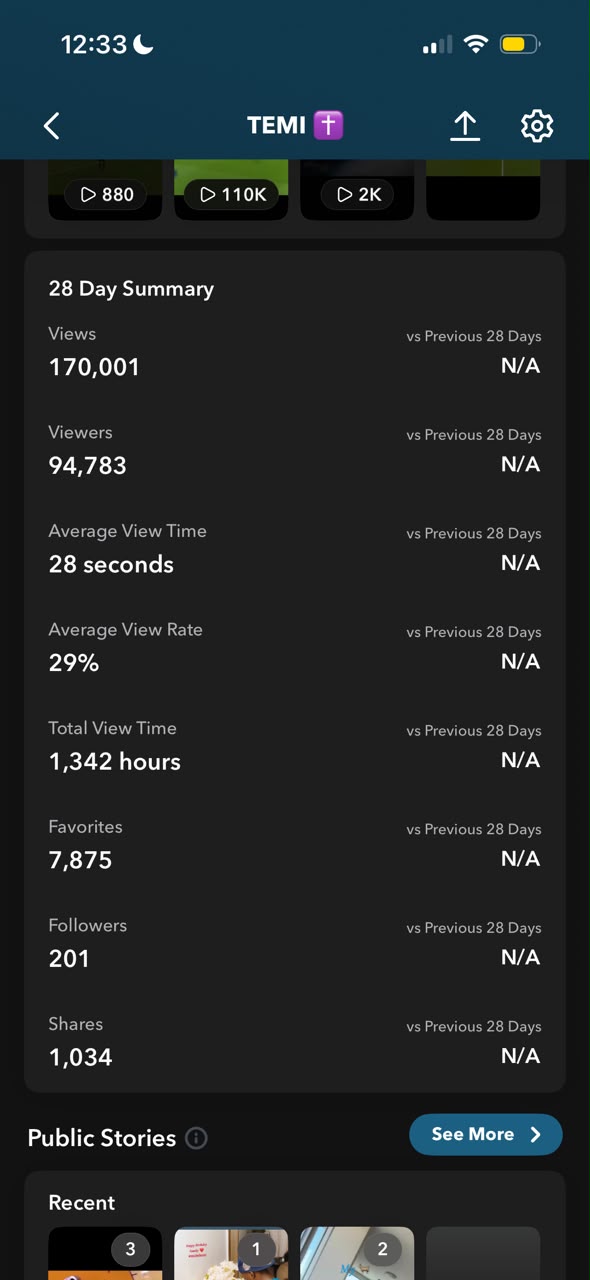 12:33
TEMI ✝️
880
110K
2K
28 Day Summary
Views
vs Previous 28 Days
170,001
N/A
Viewers
vs Previous 28 Days
94,783
N/A
Average View Time
vs Previous 28 Days
28 seconds
N/A
Average View Rate
vs Previous 28 Days
29%
N/A
Total View Time
vs Previous 28 Days
1,342 hours
N/A
Favorites
vs Previous 28 Days
7,875
N/A
Followers
vs Previous 28 Days
201
N/A
Shares
vs Previous 28 Days
1,034
N/A
Public Stories
See More
Recent
3
1
2